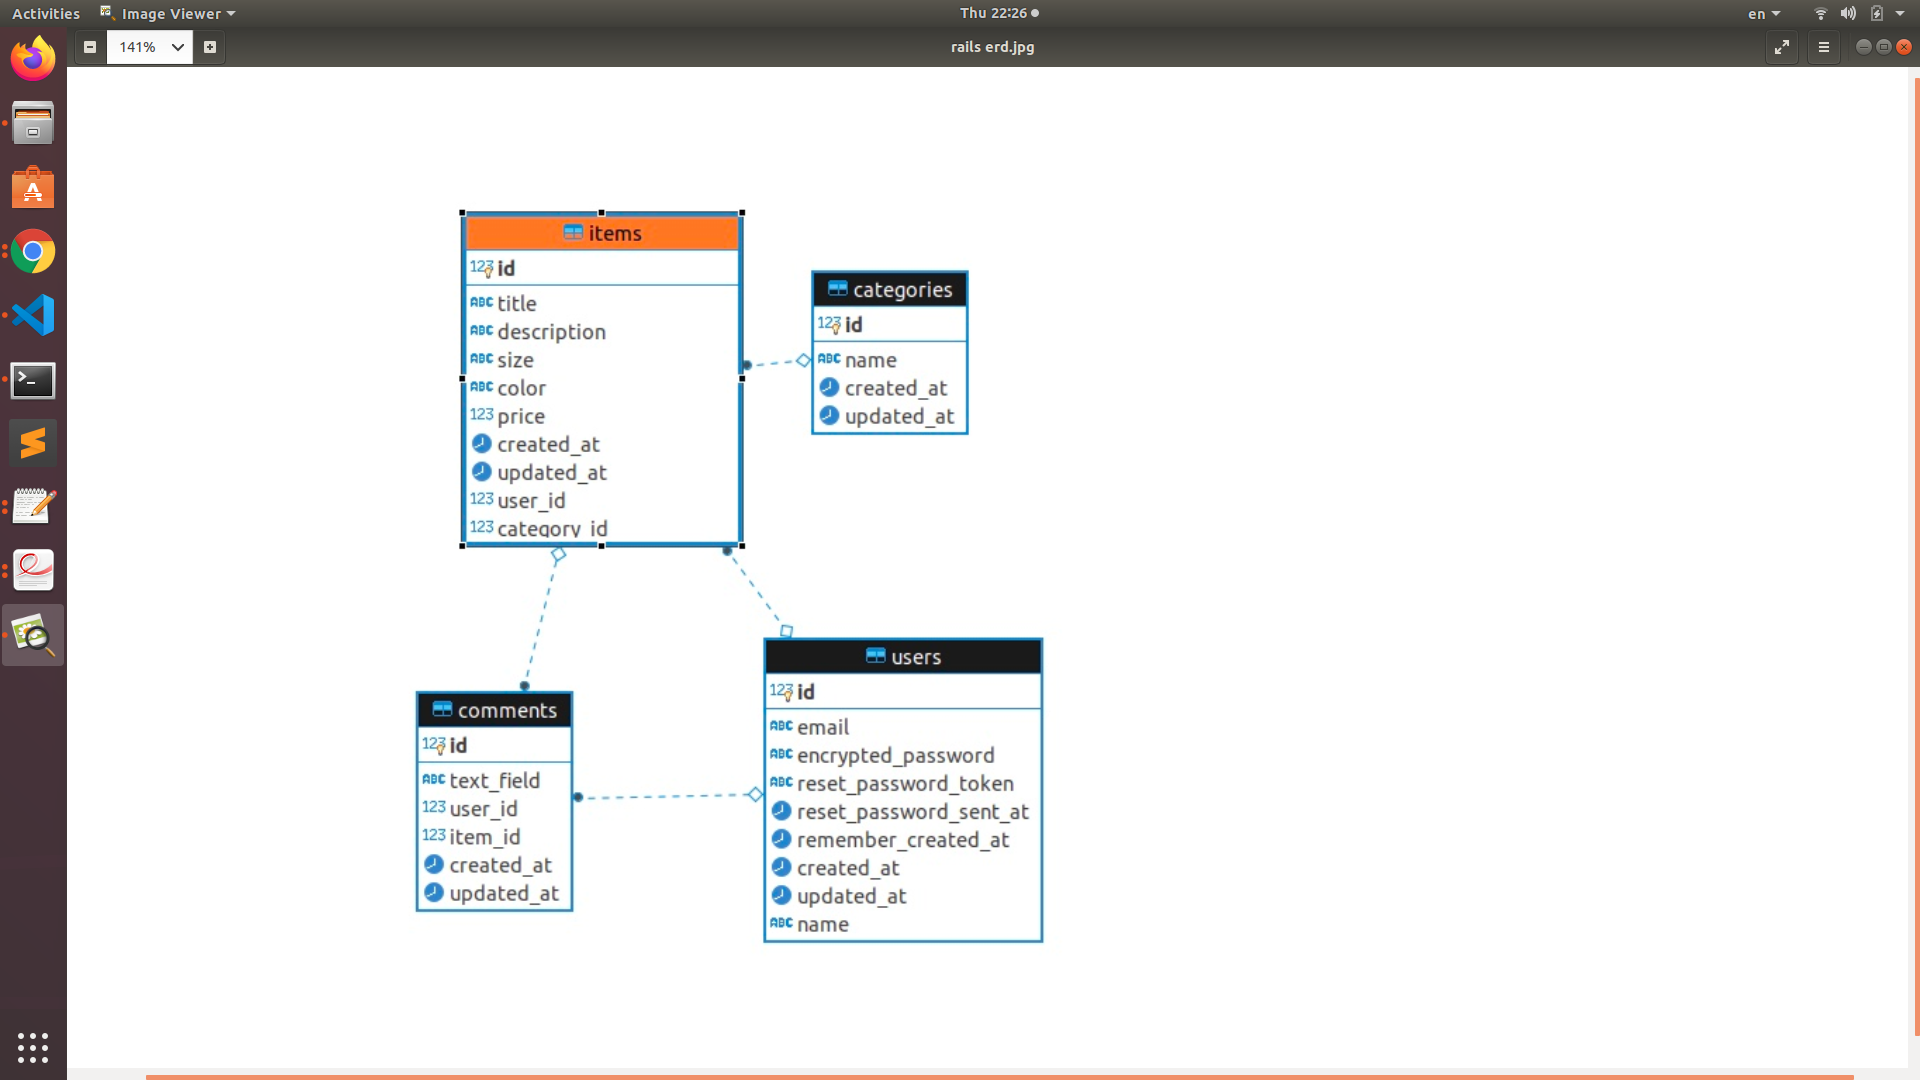 Activities Image Viewer Thu 22:26 en
141% rails erd.jpg
items
123 id
ABC title
ABC description
ABC size
ABC color
123 price
created_at
updated_at
123 user_id
123 category_id
categories
123 id
ABC name
created_at
updated_at
comments
123 id
ABC text_field
123 user_id
123 item_id
created_at
updated_at
users
123 id
ABC email
ABC encrypted_password
ABC reset_password_token
reset_password_sent_at
remember_created_at
created_at
updated_at
ABC name